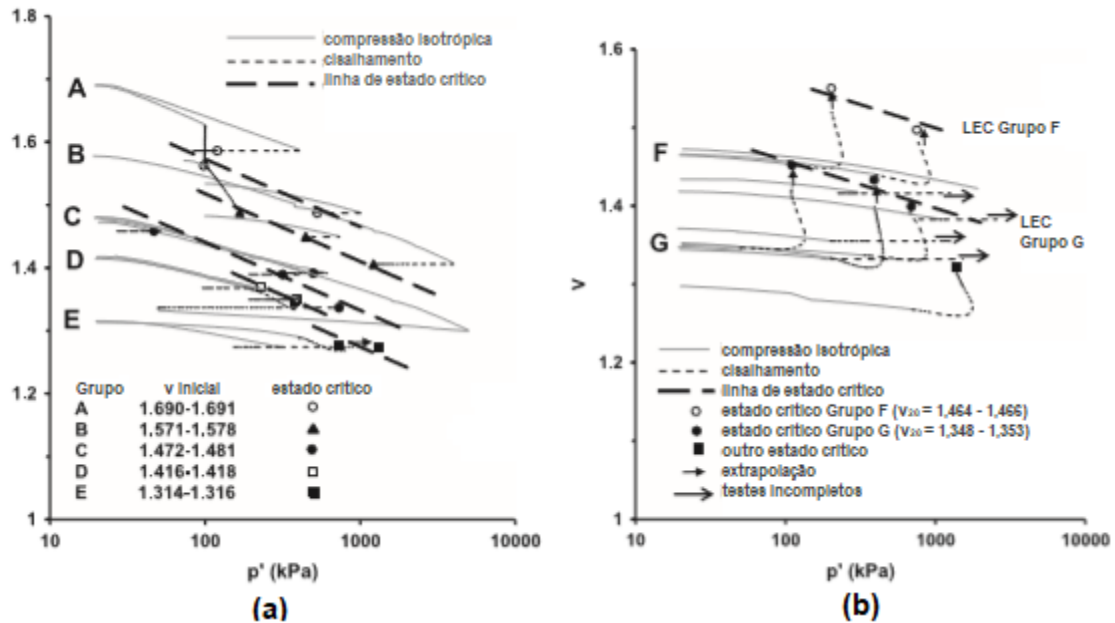 1.8
1.6
1.4
1.2
1
10
100
1000
10000
p' (kPa)
compressão isotrópica
cisalhamento
linha de estado crítico
A
B
C
D
E
Grupo v inicial estado crítico
A 1.690-1.691
B 1.571-1.578
C 1.472-1.481
D 1.416-1.418
E 1.314-1.316
(a)
1.6
1.4
1.2
1
v
10
100
1000
10000
p' (kPa)
F
G
LEC Grupo F
LEC
Grupo G
compressão isotrópica
cisalhamento
linha de estado crítico
estado crítico Grupo F (v₂₀ = 1,464 - 1,466)
estado crítico Grupo G (v₂₀ = 1,348 - 1,353)
outro estado crítico
extrapolação
testes incompletos
(b)